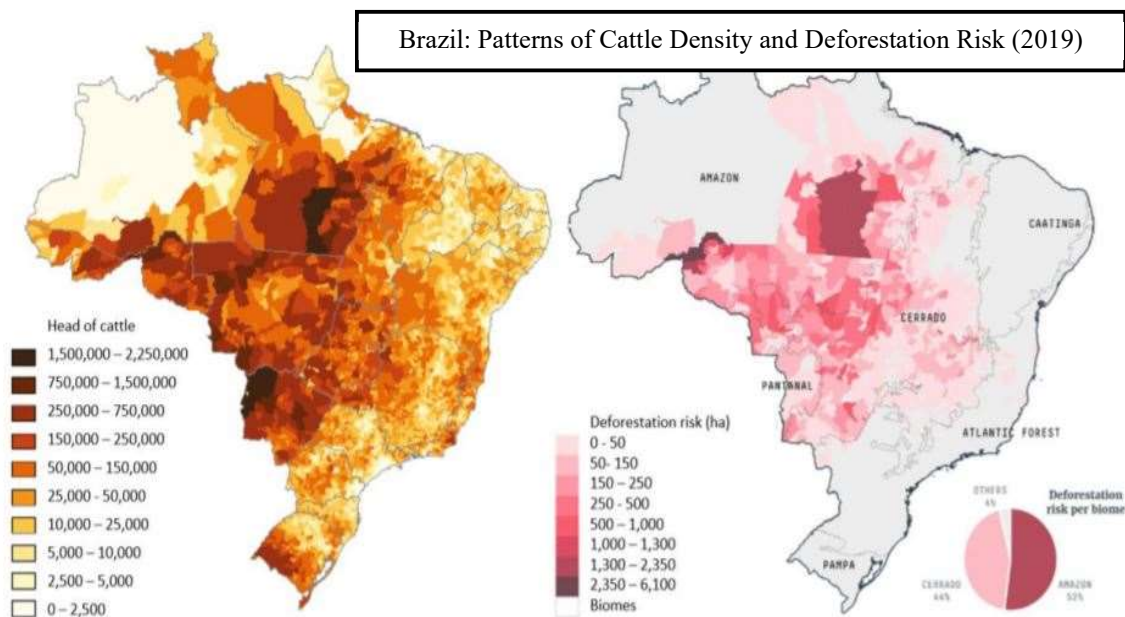 Brazil: Patterns of Cattle Density and Deforestation Risk (2019)
Head of cattle
1,500,000 – 2,250,000
750,000 – 1,500,000
250,000 – 750,000
150,000 – 250,000
50,000 – 150,000
25,000 - 50,000
10,000 – 25,000
5,000 – 10,000
2,500 – 5,000
0 – 2,500
AMAZON
CAATINGA
CERRADO
PANTANAL
ATLANTIC FOREST
PAMPA
Deforestation risk (ha)
0 - 50
50- 150
150 – 250
250 - 500
500 – 1,000
1,000 – 1,300
1,300 – 2,350
2,350 – 6,100
Biomes
Deforestation
risk per biome
OTHERS
4%
CERRADO
44%
AMAZON